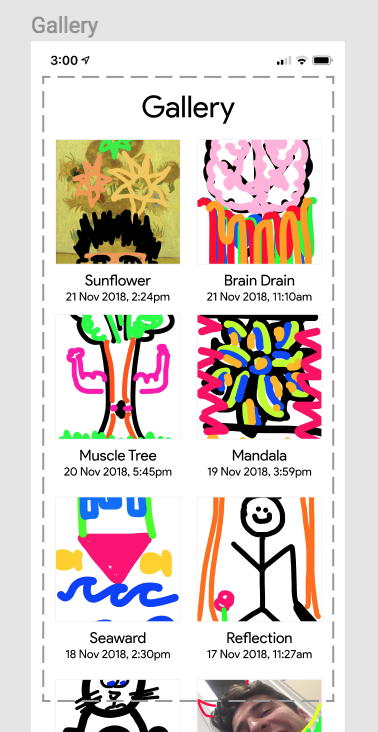 Gallery
3:00
Gallery
Sunflower
Brain Drain
21 Nov 2018, 2:24pm
21 Nov 2018, 11:10am
Muscle Tree
Mandala
20 Nov 2018, 5:45pm
19 Nov 2018, 3:59pm
Seaward
Reflection
18 Nov 2018, 2:30pm
17 Nov 2018, 11:27am